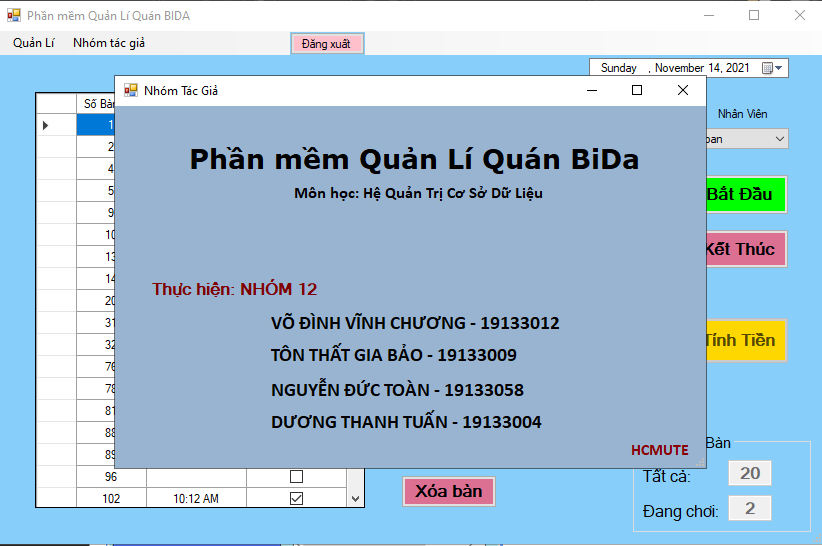 Phần mềm Quản Lí Quán BIDA
Quản Lí Nhóm tác giả Đăng xuất
Sunday , November 14, 2021
Nhóm Tác Giả
Số Bàn
Nhân Viên
1
2
4
5
9
10
13
14
20
31
32
76
78
81
88
89
96
102 10:12 AM
Phần mềm Quản Lí Quán BiDa
Môn học: Hệ Quản Trị Cơ Sở Dữ Liệu
Thực hiện: NHÓM 12
VÕ ĐÌNH VĨNH CHƯƠNG - 19133012
TÔN THẤT GIA BẢO - 19133009
NGUYỄN ĐỨC TOÀN - 19133058
DƯƠNG THANH TUẤN - 19133004
HCMUTE
Bắt Đầu
Kết Thúc
Tính Tiền
Xóa bàn
Bàn
Tất cả: 20
Đang chơi: 2